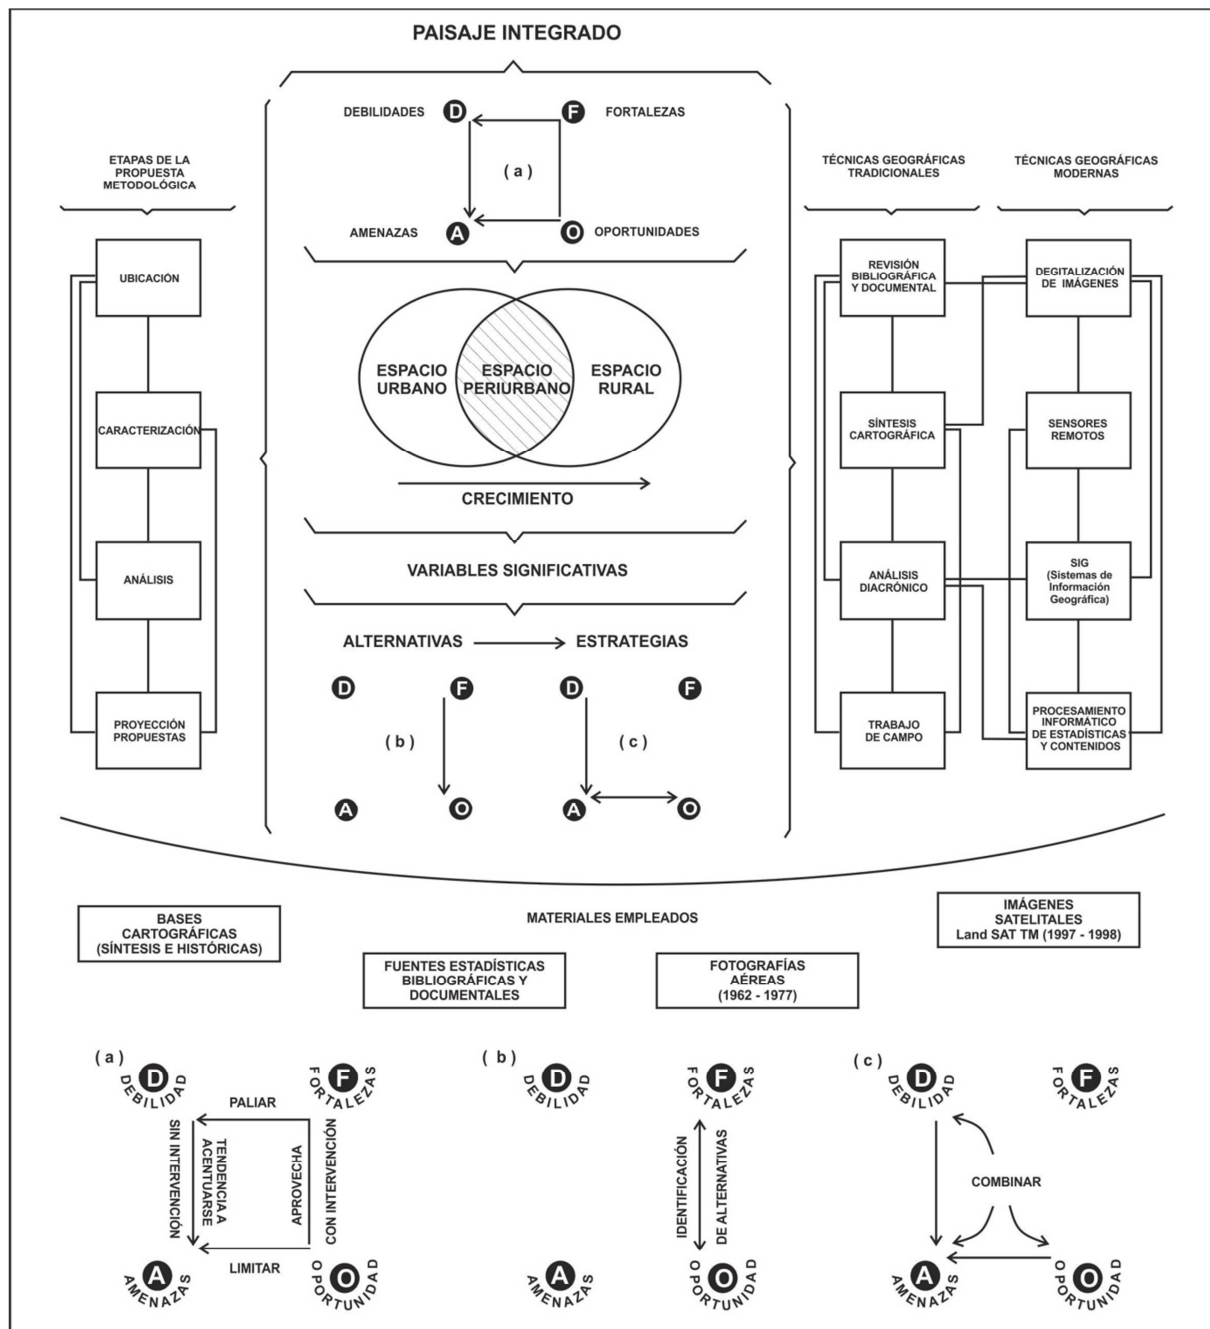 PAISAJE INTEGRADO
DEBILIDADES
D
F
FORTALEZAS
( a )
AMENAZAS
A
O
OPORTUNIDADES
ETAPAS DE LA
PROPUESTA
METODOLÓGICA
UBICACIÓN
CARACTERIZACIÓN
ANÁLISIS
PROYECCIÓN
PROPUESTAS
ESPACIO
URBANO
ESPACIO
PERIURBANO
ESPACIO
RURAL
CRECIMIENTO
VARIABLES SIGNIFICATIVAS
ALTERNATIVAS
ESTRATEGIAS
D
F
D
F
( b )
( c )
A
O
A
O
TÉCNICAS GEOGRÁFICAS
TRADICIONALES
REVISIÓN
BIBLIOGRÁFICA
Y DOCUMENTAL
SÍNTESIS
CARTOGRÁFICA
ANÁLISIS
DIACRÓNICO
TRABAJO
DE CAMPO
TÉCNICAS GEOGRÁFICAS
MODERNAS
DEGITALIZACIÓN
DE IMÁGENES
SENSORES
REMOTOS
SIG
(Sistemas de
Información
Geográfica)
PROCESAMIENTO
INFORMÁTICO
DE ESTADÍSTICAS
Y CONTENIDOS
MATERIALES EMPLEADOS
BASES
CARTOGRÁFICAS
(SÍNTESIS E HISTÓRICAS)
FUENTES ESTADÍSTICAS
BIBLIOGRÁFICAS Y
DOCUMENTALES
FOTOGRAFÍAS
AÉREAS
(1962 - 1977)
IMÁGENES
SATELITALES
Land SAT TM (1997 - 1998)
( a )
D
DEBILIDAD
F
FORTALEZAS
PALIAR
SIN INTERVENCIÓN
TENDENCIA A
ACENTUARSE
APROVECHA
CON INTERVENCIÓN
LIMITAR
A
AMENAZAS
O
OPORTUNIDAD
( b )
D
DEBILIDAD
F
FORTALEZAS
IDENTIFICACIÓN
DE ALTERNATIVAS
A
AMENAZAS
O
OPORTUNIDAD
( c )
D
DEBILIDAD
F
FORTALEZAS
COMBINAR
A
AMENAZAS
O
OPORTUNIDAD